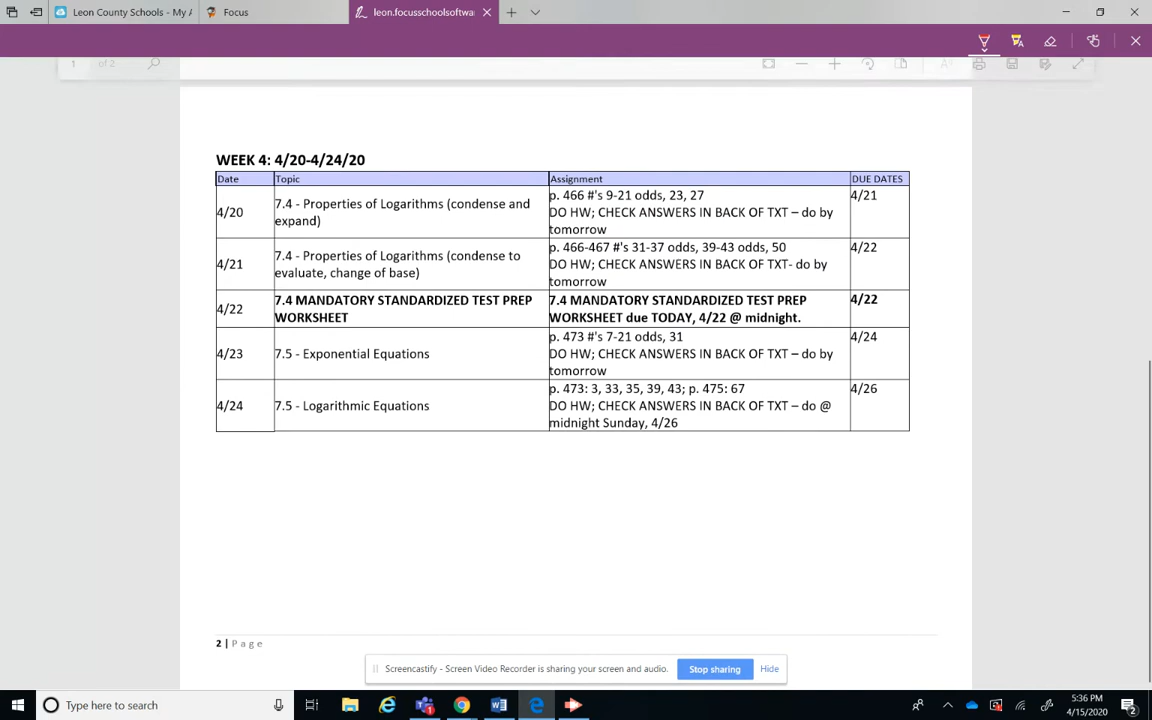 Leon County Schools - My A
Focus
leon.focusschoolsoftwar
1 of 2
WEEK 4: 4/20-4/24/20
Date Topic Assignment DUE DATES
4/20
7.4 - Properties of Logarithms (condense and
expand)
p. 466 #'s 9-21 odds, 23, 27
DO HW; CHECK ANSWERS IN BACK OF TXT – do by
tomorrow
4/21
4/21
7.4 - Properties of Logarithms (condense to
evaluate, change of base)
p. 466-467 #'s 31-37 odds, 39-43 odds, 50
DO HW; CHECK ANSWERS IN BACK OF TXT- do by
tomorrow
4/22
4/22
7.4 MANDATORY STANDARDIZED TEST PREP
WORKSHEET
7.4 MANDATORY STANDARDIZED TEST PREP
WORKSHEET due TODAY, 4/22 @ midnight.
4/22
4/23
7.5 - Exponential Equations
p. 473 #'s 7-21 odds, 31
DO HW; CHECK ANSWERS IN BACK OF TXT – do by
tomorrow
4/24
4/24
7.5 - Logarithmic Equations
p. 473: 3, 33, 35, 39, 43; p. 475: 67
DO HW; CHECK ANSWERS IN BACK OF TXT – do @
midnight Sunday, 4/26
4/26
2 | Page
Screencastify - Screen Video Recorder is sharing your screen and audio. Stop sharing Hide
Type here to search
5:36 PM
4/15/2020